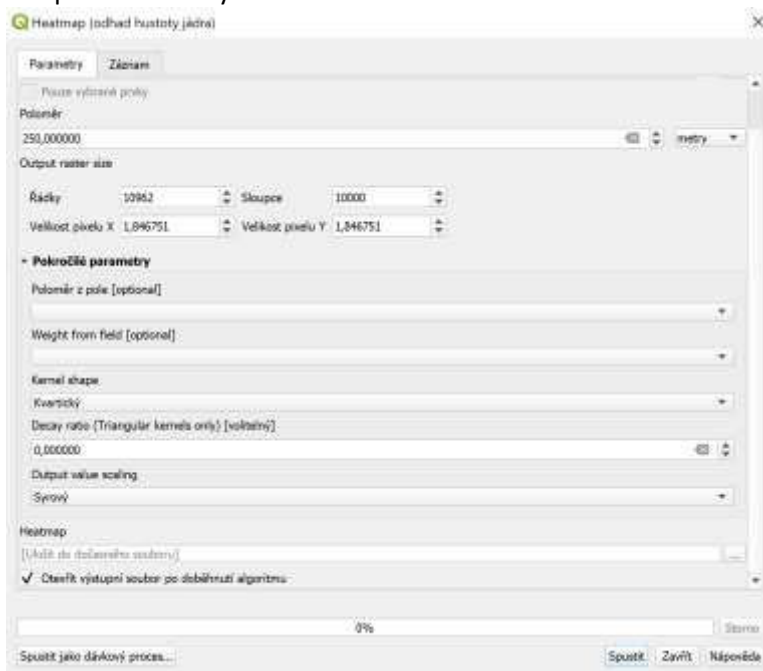 Heatmap (odhad hustoty jádra)
Parametry Záznam
Pouze vybrané prvky
Poloměr
250,000000 metry
Output raster size
Řádky 10962 Sloupce 10000
Velikost pixelu X 1,846751 Velikost pixelu Y 1,846751
Pokročilé parametry
Poloměr z pole [optional]
Weight from field [optional]
Kernel shape
Kvartický
Decay ratio (Triangular kernels only) [volitelný]
0,000000
Output value scaling
Syrový
Heatmap
[Uložit do dočasného souboru]
...
Otevřít výstupní soubor po doběhnutí algoritmu
0% Storno
Spustit jako dávkový proces... Spustit Zavřít Nápověda